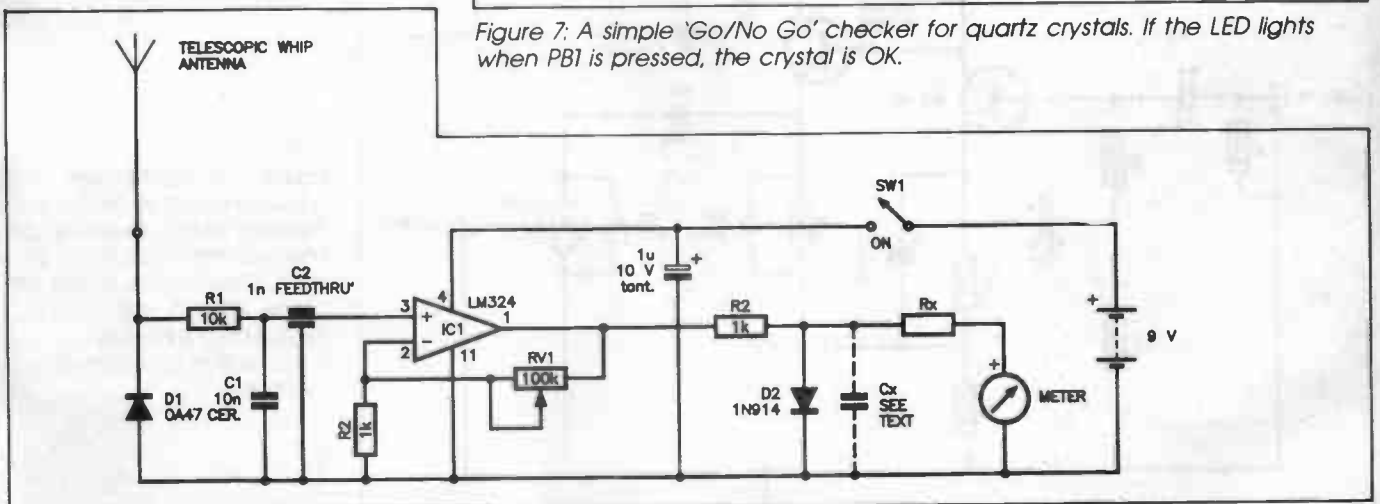 Figure 7: A simple 'Go/No Go' checker for quartz crystals. If the LED lights
when PB1 is pressed, the crystal is OK.
TELESCOPIC WHIP
ANTENNA
SW1
ON
1u
10 V
tant.
+
C2
1n FEEDTHRU'
R1
10k
3
+
4
LM324
IC1
1
2
−
11
R2
1k
Rx
+
9 V
RV1
100k
D1
OA47
C1
10n
CER.
R2
1k
D2
1N914
Cx
SEE
TEXT
+
METER